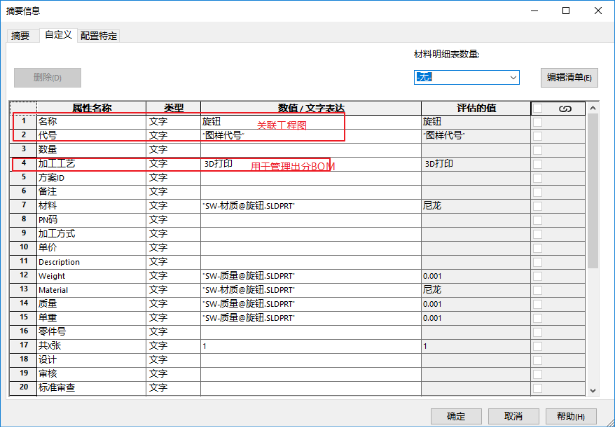 摘要信息
摘要 自定义 配置特定
材料明细表数量:
删除(D) -无- 编辑清单(E)
属性名称 类型 数值 / 文字表达 评估的值
1 名称 文字 旋钮 旋钮
关联工程图
2 代号 文字 "图样代号" "图样代号"
3 数量 文字
4 加工工艺 文字 3D打印 用于管理出分BOM 3D打印
5 方案ID 文字
6 备注 文字
7 材料 文字 "SW-材质@旋钮.SLDPRT" 尼龙
8 PN码 文字
9 加工方式 文字
10 单价 文字
11 Description 文字
12 Weight 文字 "SW-质量@旋钮.SLDPRT" 0.001
13 Material 文字 "SW-材质@旋钮.SLDPRT" 尼龙
14 质量 文字 "SW-质量@旋钮.SLDPRT" 0.001
15 单重 文字 "SW-质量@旋钮.SLDPRT" 0.001
16 零件号 文字
17 共X张 文字 1 1
18 设计 文字
19 审核 文字
20 标准审查 文字
确定 取消 帮助(H)